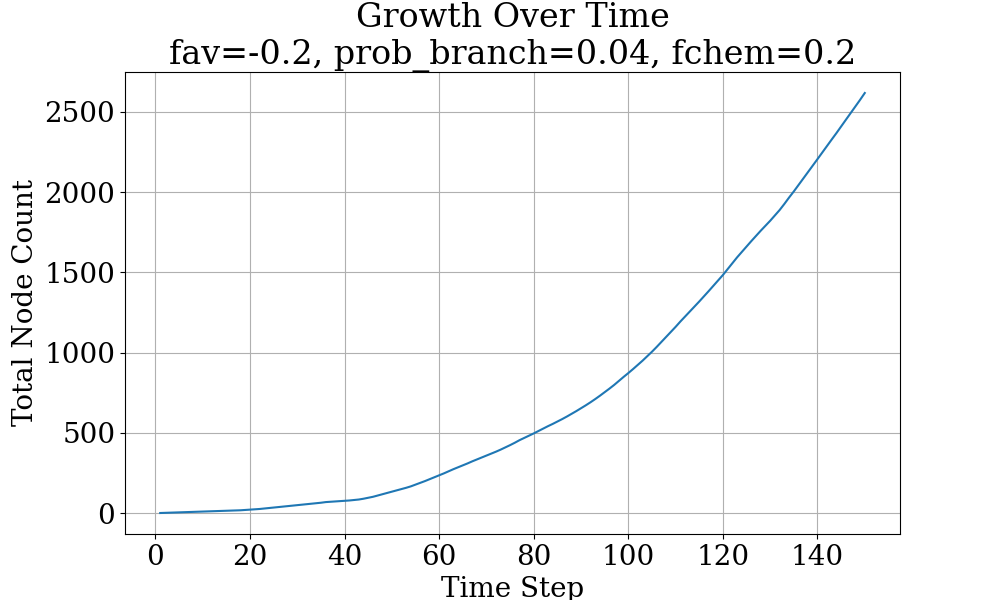 Growth Over Time
fav=-0.2, prob_branch=0.04, fchem=0.2
Total Node Count
2500
2000
1500
1000
500
0
0 20 40 60 80 100 120 140
Time Step